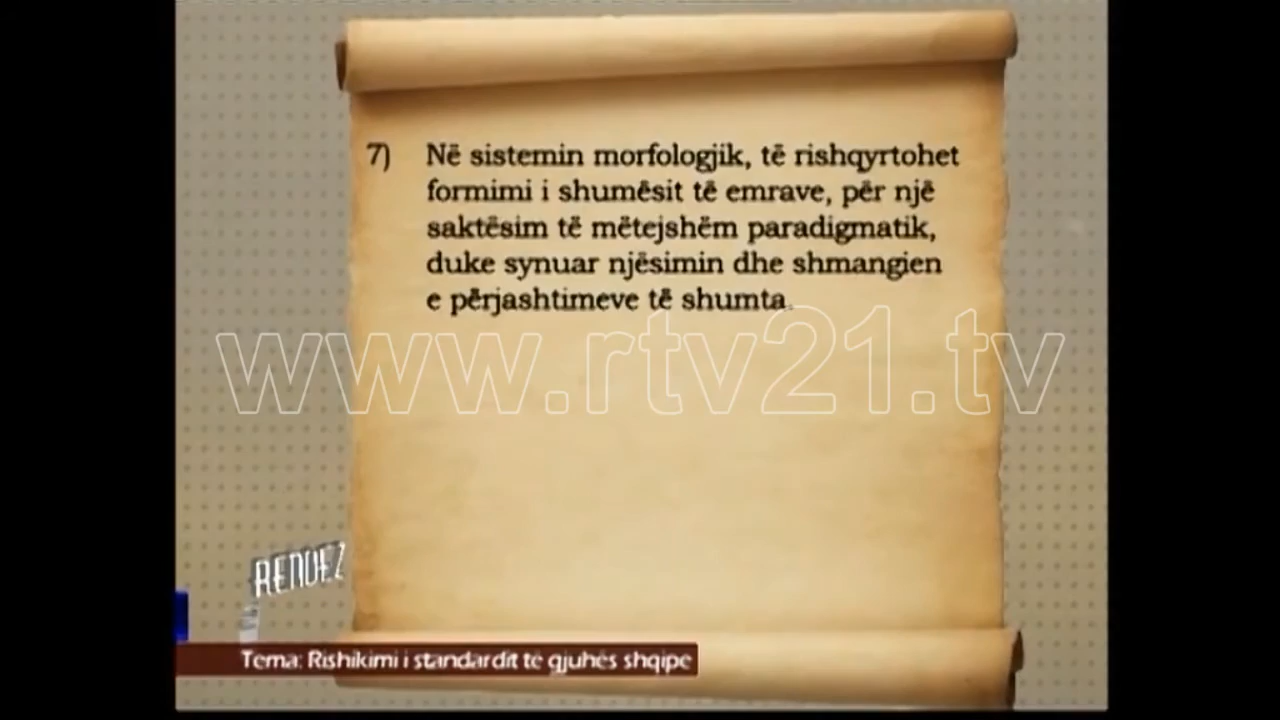 7) Në sistemin morfologjik, të rishqyrtohet
formimi i shumësit të emrave, për një
saktësim të mëtejshëm paradigmatik,
duke synuar njësimin dhe shmangien
e përjashtimeve të shumta.
www.rtv21.tv
RENDEZ
Tema: Rishikimi i standardit të gjuhës shqipe